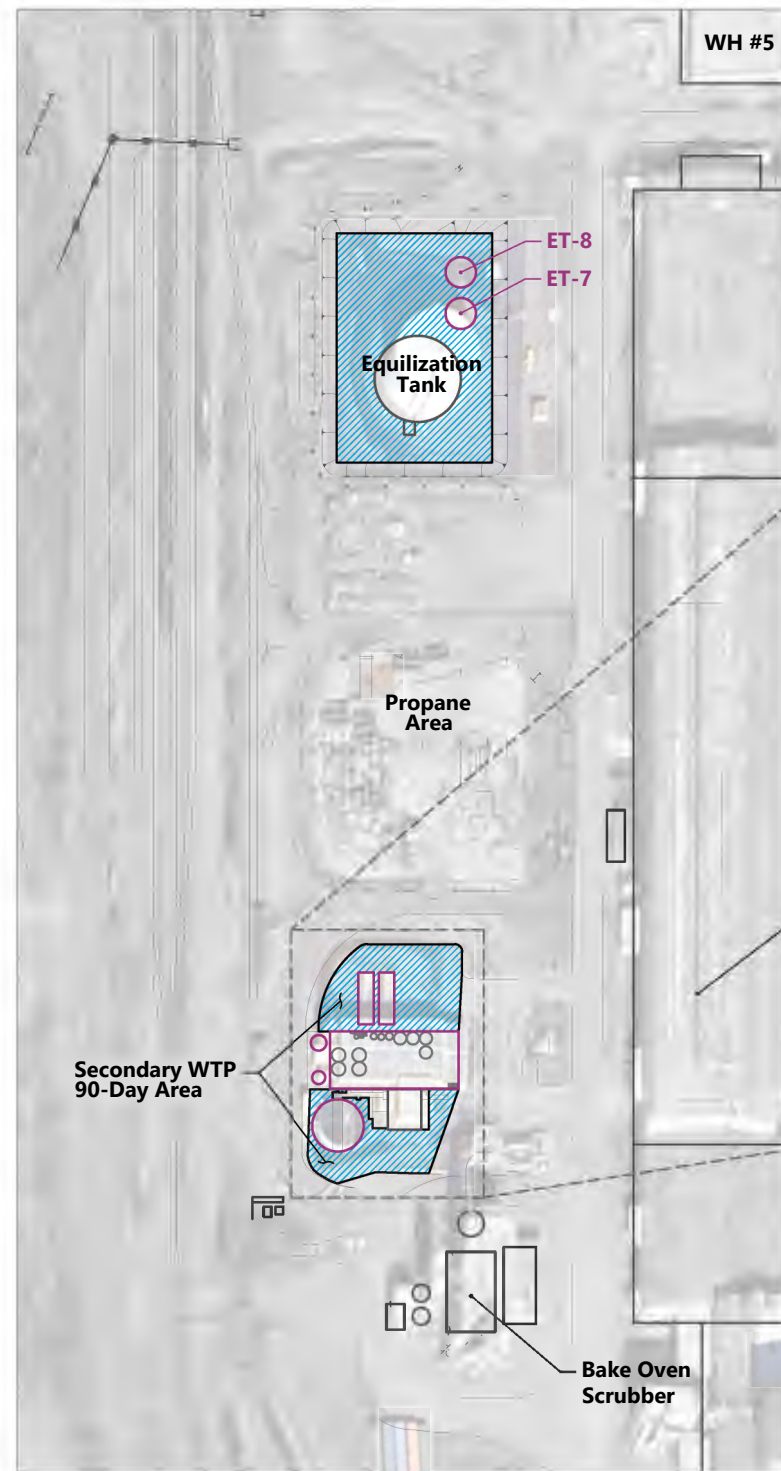 WH #5
ET-8
ET-7
Equilization
Tank
Propane
Area
Secondary WTP
90-Day Area
Bake Oven
Scrubber